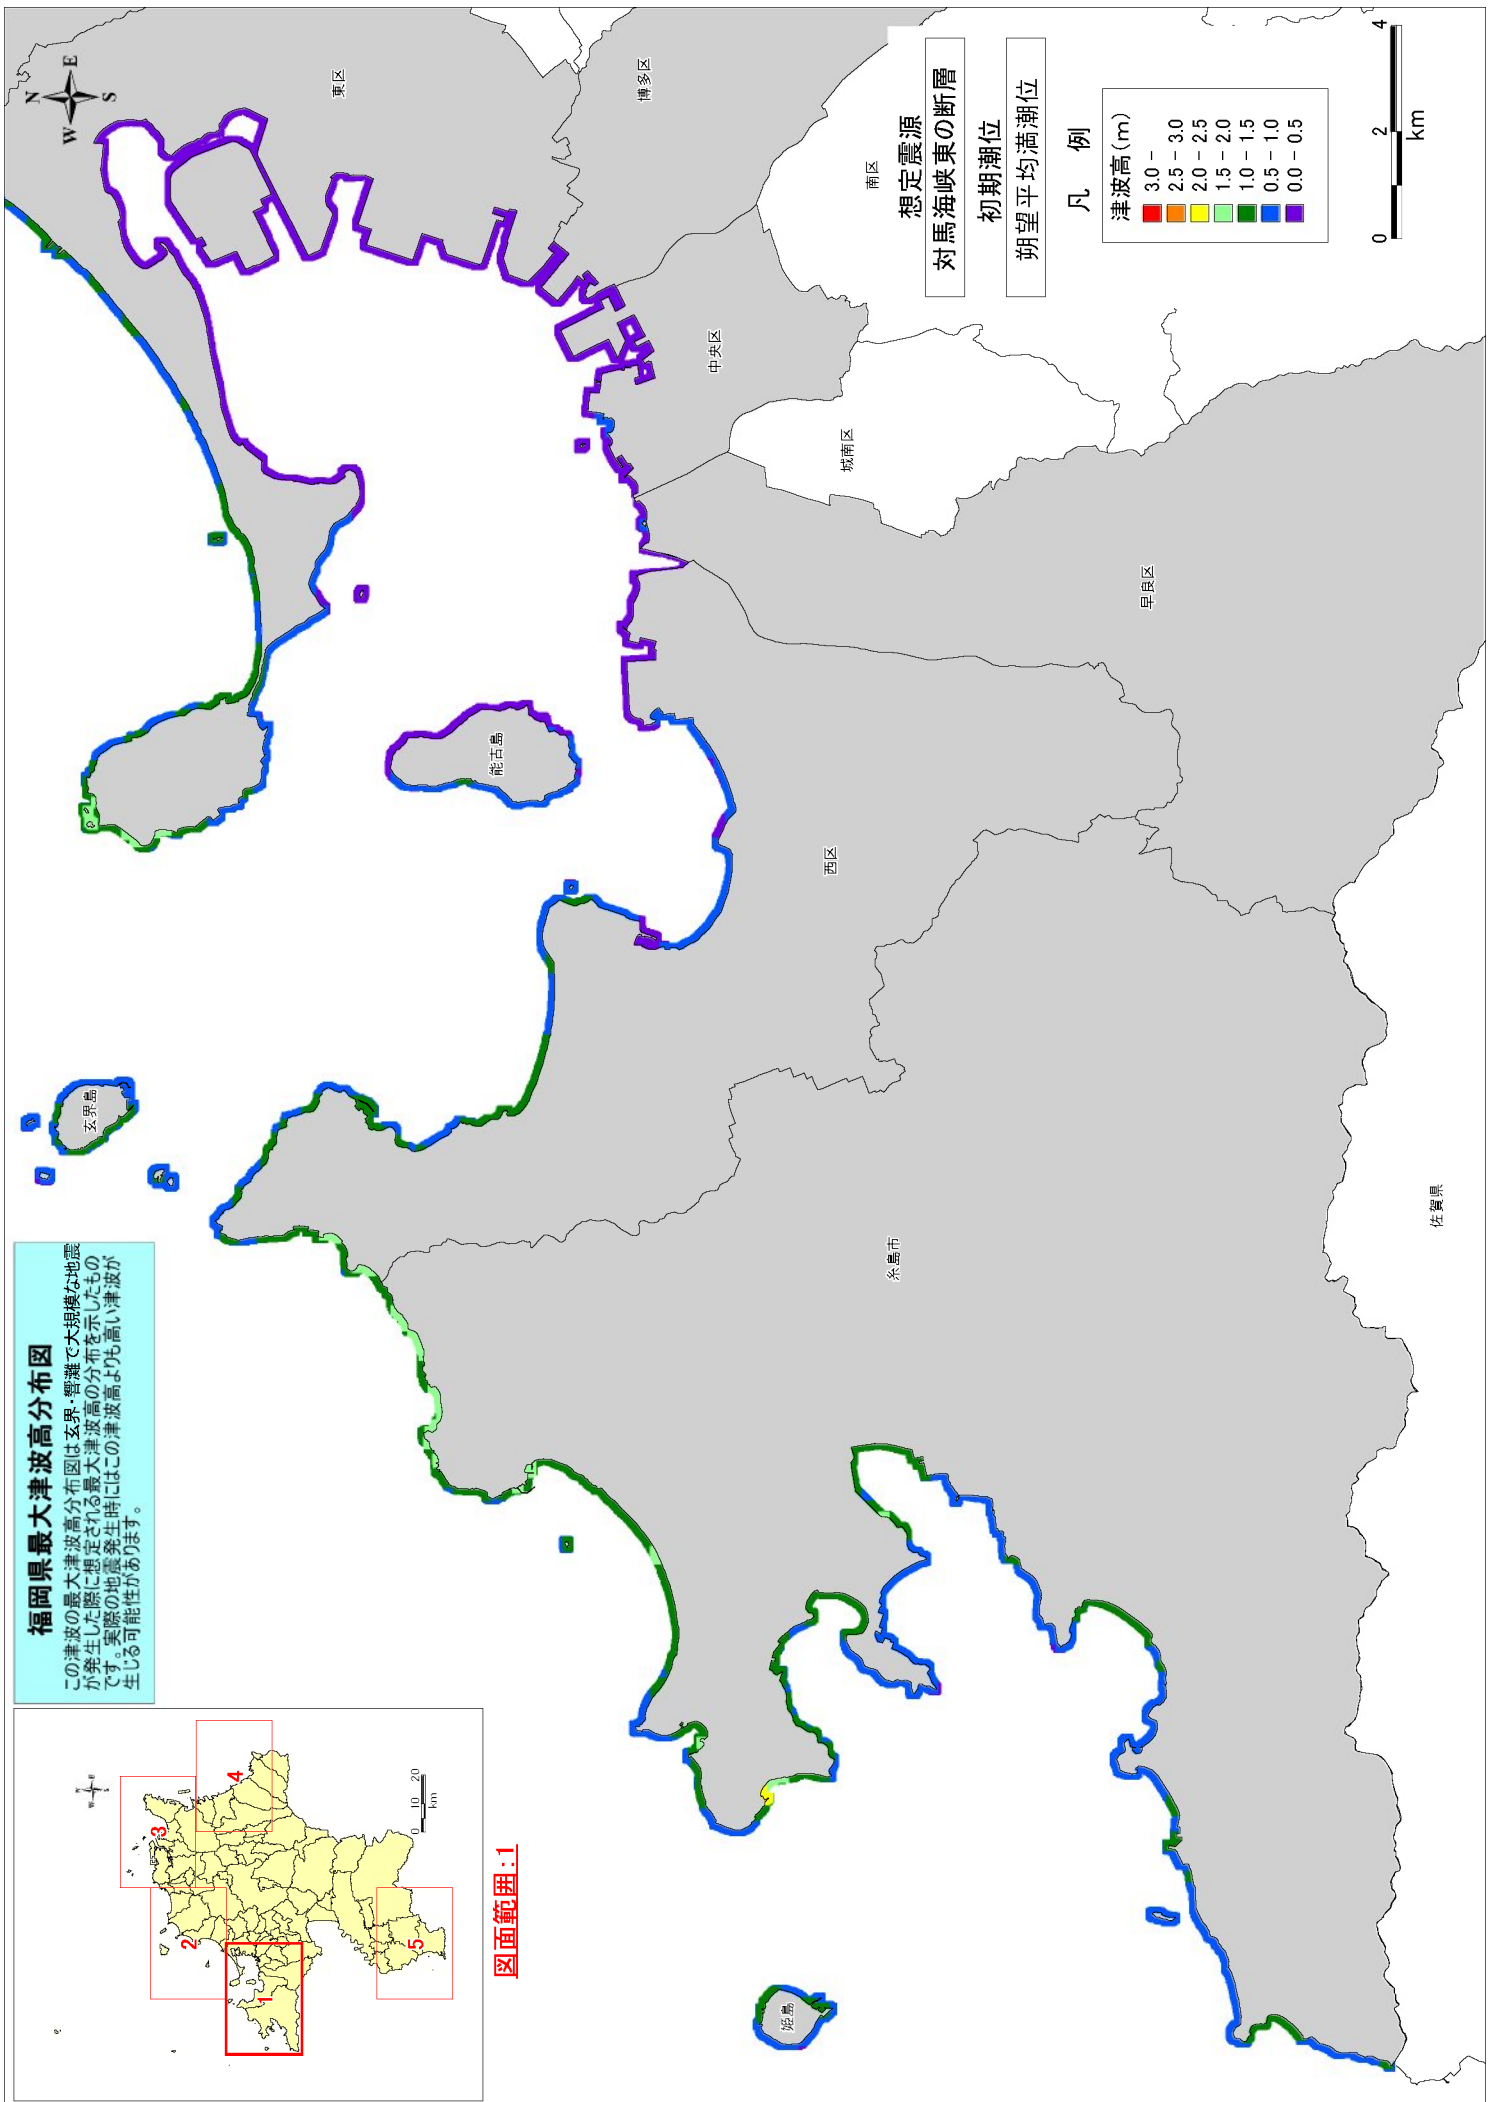 福岡県最大津波高分布図
この津波の最大津波高分布図は玄界・響灘で大規模な地震
が発生した際に想定される最大津波高の分布を示したもの
です。実際の地震発生時にはこの津波高よりも高い津波が
生じる可能性があります。
N
W
E
S
3
2
4
1
5
0 10 20
km
図面範囲:1
玄界島
能古島
姫島
東区
博多区
中央区
南区
城南区
早良区
西区
糸島市
佐賀県
N
W E
S
想定震源
対馬海峡東の断層
初期潮位
朔望平均満潮位
凡 例
津波高(m)
3.0 -
2.5 - 3.0
2.0 - 2.5
1.5 - 2.0
1.0 - 1.5
0.5 - 1.0
0.0 - 0.5
0 2 4
km